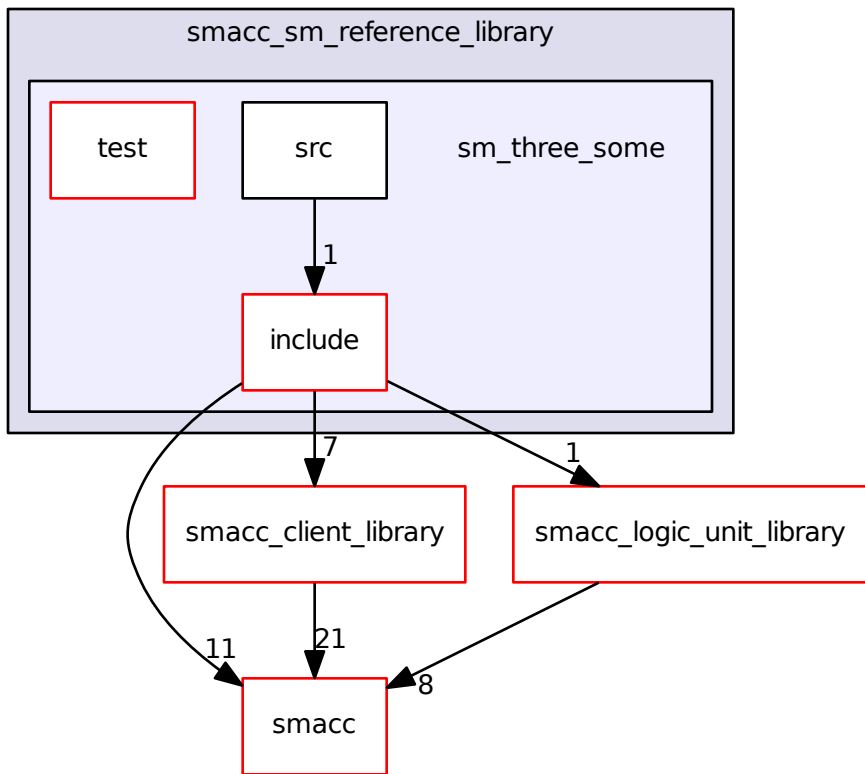 smacc_sm_reference_library
test
src
sm_three_some
1
include
7
1
smacc_client_library
smacc_logic_unit_library
11
21
8
smacc